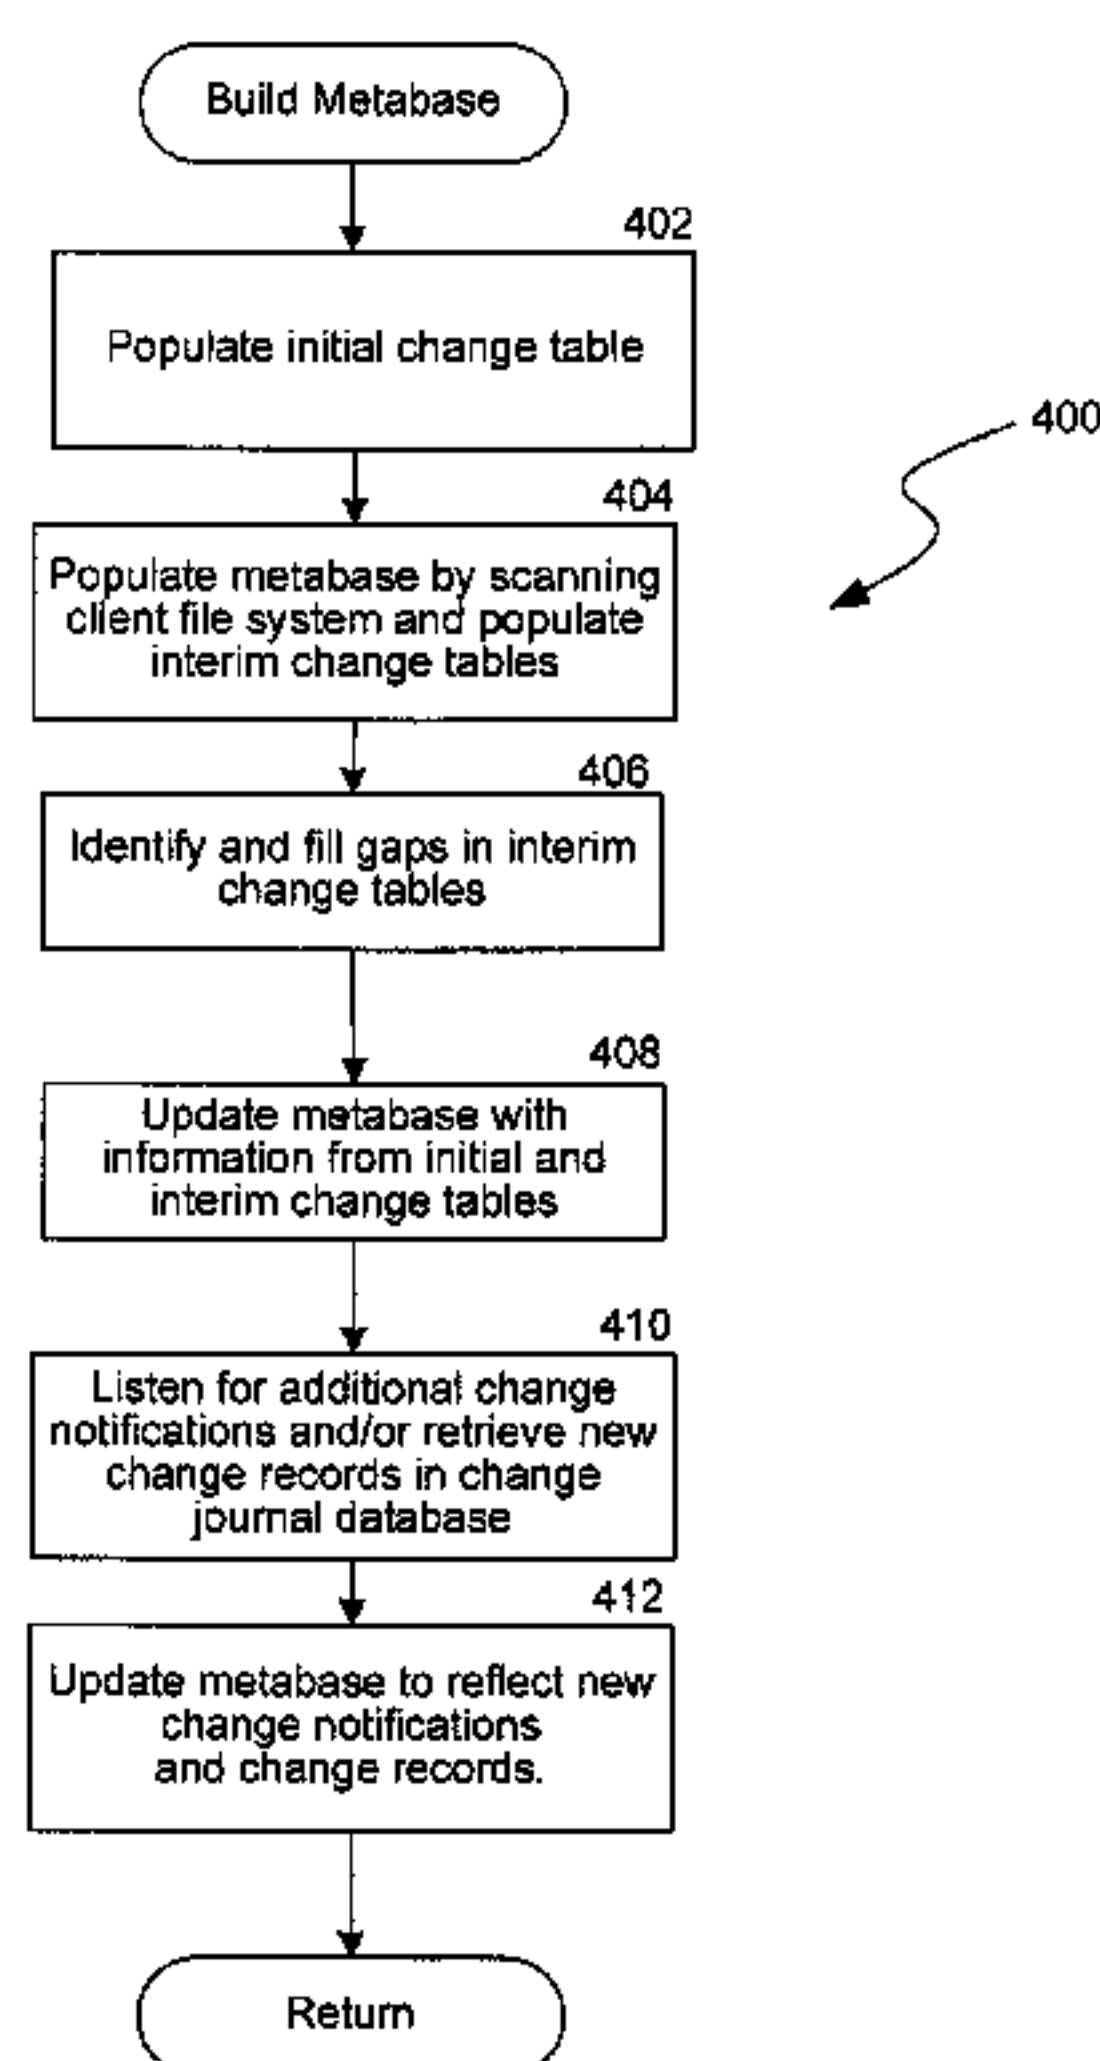 Build Metabase
402
Populate initial change table
400
404
Populate metabase by scanning
client file system and populate
interim change tables
406
Identify and fill gaps in interim
change tables
408
Update metabase with
information from initial and
interim change tables
410
Listen for additional change
notifications and/or retrieve new
change records in change
journal database
412
Update metabase to reflect new
change notifications
and change records.
Return